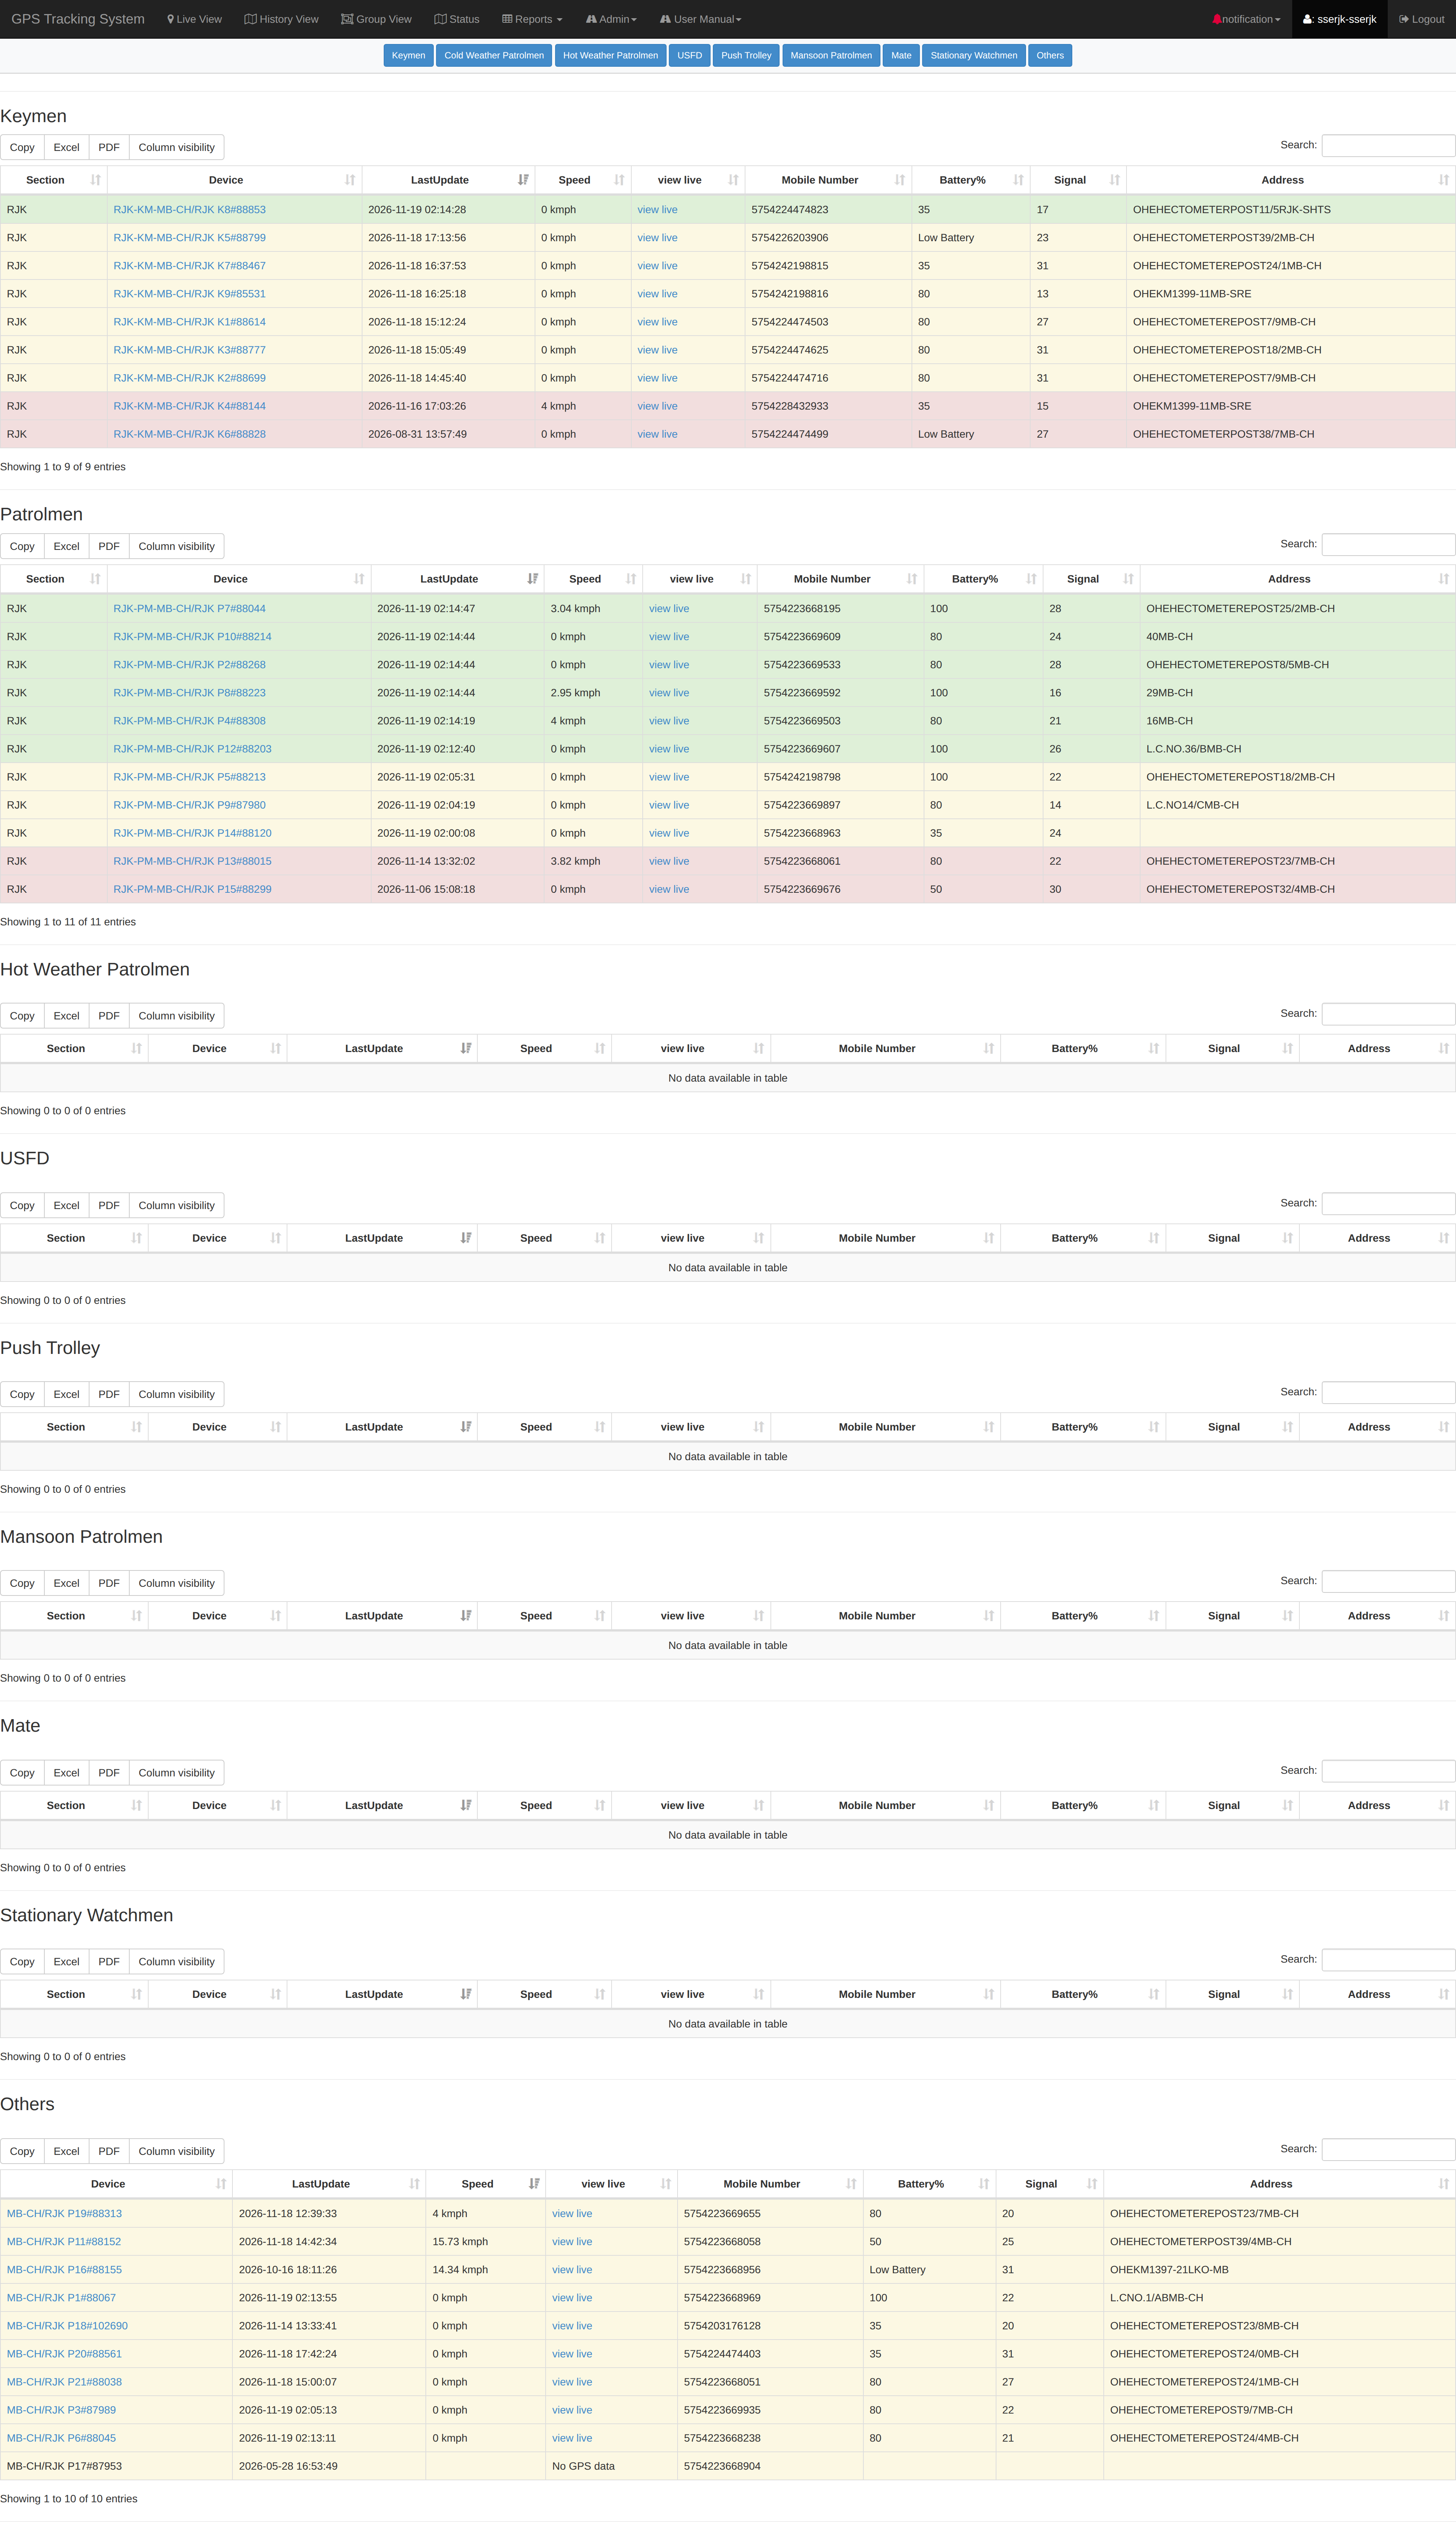 GPS Tracking System Live View History View Group View Status Reports Admin User Manual notification : sserjk-sserjk Logout
Keymen Cold Weather Patrolmen Hot Weather Patrolmen USFD Push Trolley Mansoon Patrolmen Mate Stationary Watchmen Others
Keymen
Copy Excel PDF Column visibility Search:
Section Device LastUpdate Speed view live Mobile Number Battery% Signal Address
RJK RJK-KM-MB-CH/RJK K8#88853 2026-11-19 02:14:28 0 kmph view live 5754224474823 35 17 OHEHECTOMETERPOST11/5RJK-SHTS
RJK RJK-KM-MB-CH/RJK K5#88799 2026-11-18 17:13:56 0 kmph view live 5754226203906 Low Battery 23 OHEHECTOMETERPOST39/2MB-CH
RJK RJK-KM-MB-CH/RJK K7#88467 2026-11-18 16:37:53 0 kmph view live 5754242198815 35 31 OHEHECTOMETEREPOST24/1MB-CH
RJK RJK-KM-MB-CH/RJK K9#85531 2026-11-18 16:25:18 0 kmph view live 5754242198816 80 13 OHEKM1399-11MB-SRE
RJK RJK-KM-MB-CH/RJK K1#88614 2026-11-18 15:12:24 0 kmph view live 5754224474503 80 27 OHEHECTOMETEREPOST7/9MB-CH
RJK RJK-KM-MB-CH/RJK K3#88777 2026-11-18 15:05:49 0 kmph view live 5754224474625 80 31 OHEHECTOMETEREPOST18/2MB-CH
RJK RJK-KM-MB-CH/RJK K2#88699 2026-11-18 14:45:40 0 kmph view live 5754224474716 80 31 OHEHECTOMETEREPOST7/9MB-CH
RJK RJK-KM-MB-CH/RJK K4#88144 2026-11-16 17:03:26 4 kmph view live 5754228432933 35 15 OHEKM1399-11MB-SRE
RJK RJK-KM-MB-CH/RJK K6#88828 2026-08-31 13:57:49 0 kmph view live 5754224474499 Low Battery 27 OHEHECTOMETERPOST38/7MB-CH
Showing 1 to 9 of 9 entries
Patrolmen
Copy Excel PDF Column visibility Search:
Section Device LastUpdate Speed view live Mobile Number Battery% Signal Address
RJK RJK-PM-MB-CH/RJK P7#88044 2026-11-19 02:14:47 3.04 kmph view live 5754223668195 100 28 OHEHECTOMETEREPOST25/2MB-CH
RJK RJK-PM-MB-CH/RJK P10#88214 2026-11-19 02:14:44 0 kmph view live 5754223669609 80 24 40MB-CH
RJK RJK-PM-MB-CH/RJK P2#88268 2026-11-19 02:14:44 0 kmph view live 5754223669533 80 28 OHEHECTOMETEREPOST8/5MB-CH
RJK RJK-PM-MB-CH/RJK P8#88223 2026-11-19 02:14:44 2.95 kmph view live 5754223669592 100 16 29MB-CH
RJK RJK-PM-MB-CH/RJK P4#88308 2026-11-19 02:14:19 4 kmph view live 5754223669503 80 21 16MB-CH
RJK RJK-PM-MB-CH/RJK P12#88203 2026-11-19 02:12:40 0 kmph view live 5754223669607 100 26 L.C.NO.36/BMB-CH
RJK RJK-PM-MB-CH/RJK P5#88213 2026-11-19 02:05:31 0 kmph view live 5754242198798 100 22 OHEHECTOMETEREPOST18/2MB-CH
RJK RJK-PM-MB-CH/RJK P9#87980 2026-11-19 02:04:19 0 kmph view live 5754223669897 80 14 L.C.NO14/CMB-CH
RJK RJK-PM-MB-CH/RJK P14#88120 2026-11-19 02:00:08 0 kmph view live 5754223668963 35 24
RJK RJK-PM-MB-CH/RJK P13#88015 2026-11-14 13:32:02 3.82 kmph view live 5754223668061 80 22 OHEHECTOMETEREPOST23/7MB-CH
RJK RJK-PM-MB-CH/RJK P15#88299 2026-11-06 15:08:18 0 kmph view live 5754223669676 50 30 OHEHECTOMETEREPOST32/4MB-CH
Showing 1 to 11 of 11 entries
Hot Weather Patrolmen
Copy Excel PDF Column visibility Search:
Section Device LastUpdate Speed view live Mobile Number Battery% Signal Address
No data available in table
Showing 0 to 0 of 0 entries
USFD
Copy Excel PDF Column visibility Search:
Section Device LastUpdate Speed view live Mobile Number Battery% Signal Address
No data available in table
Showing 0 to 0 of 0 entries
Push Trolley
Copy Excel PDF Column visibility Search:
Section Device LastUpdate Speed view live Mobile Number Battery% Signal Address
No data available in table
Showing 0 to 0 of 0 entries
Mansoon Patrolmen
Copy Excel PDF Column visibility Search:
Section Device LastUpdate Speed view live Mobile Number Battery% Signal Address
No data available in table
Showing 0 to 0 of 0 entries
Mate
Copy Excel PDF Column visibility Search:
Section Device LastUpdate Speed view live Mobile Number Battery% Signal Address
No data available in table
Showing 0 to 0 of 0 entries
Stationary Watchmen
Copy Excel PDF Column visibility Search:
Section Device LastUpdate Speed view live Mobile Number Battery% Signal Address
No data available in table
Showing 0 to 0 of 0 entries
Others
Copy Excel PDF Column visibility Search:
Device LastUpdate Speed view live Mobile Number Battery% Signal Address
MB-CH/RJK P19#88313 2026-11-18 12:39:33 4 kmph view live 5754223669655 80 20 OHEHECTOMETEREPOST23/7MB-CH
MB-CH/RJK P11#88152 2026-11-18 14:42:34 15.73 kmph view live 5754223668058 50 25 OHEHECTOMETERPOST39/4MB-CH
MB-CH/RJK P16#88155 2026-10-16 18:11:26 14.34 kmph view live 5754223668956 Low Battery 31 OHEKM1397-21LKO-MB
MB-CH/RJK P1#88067 2026-11-19 02:13:55 0 kmph view live 5754223668969 100 22 L.CNO.1/ABMB-CH
MB-CH/RJK P18#102690 2026-11-14 13:33:41 0 kmph view live 5754203176128 35 20 OHEHECTOMETEREPOST23/8MB-CH
MB-CH/RJK P20#88561 2026-11-18 17:42:24 0 kmph view live 5754224474403 35 31 OHEHECTOMETEREPOST24/0MB-CH
MB-CH/RJK P21#88038 2026-11-18 15:00:07 0 kmph view live 5754223668051 80 27 OHEHECTOMETEREPOST24/1MB-CH
MB-CH/RJK P3#87989 2026-11-19 02:05:13 0 kmph view live 5754223669935 80 22 OHEHECTOMETEREPOST9/7MB-CH
MB-CH/RJK P6#88045 2026-11-19 02:13:11 0 kmph view live 5754223668238 80 21 OHEHECTOMETEREPOST24/4MB-CH
MB-CH/RJK P17#87953 2026-05-28 16:53:49 No GPS data 5754223668904
Showing 1 to 10 of 10 entries